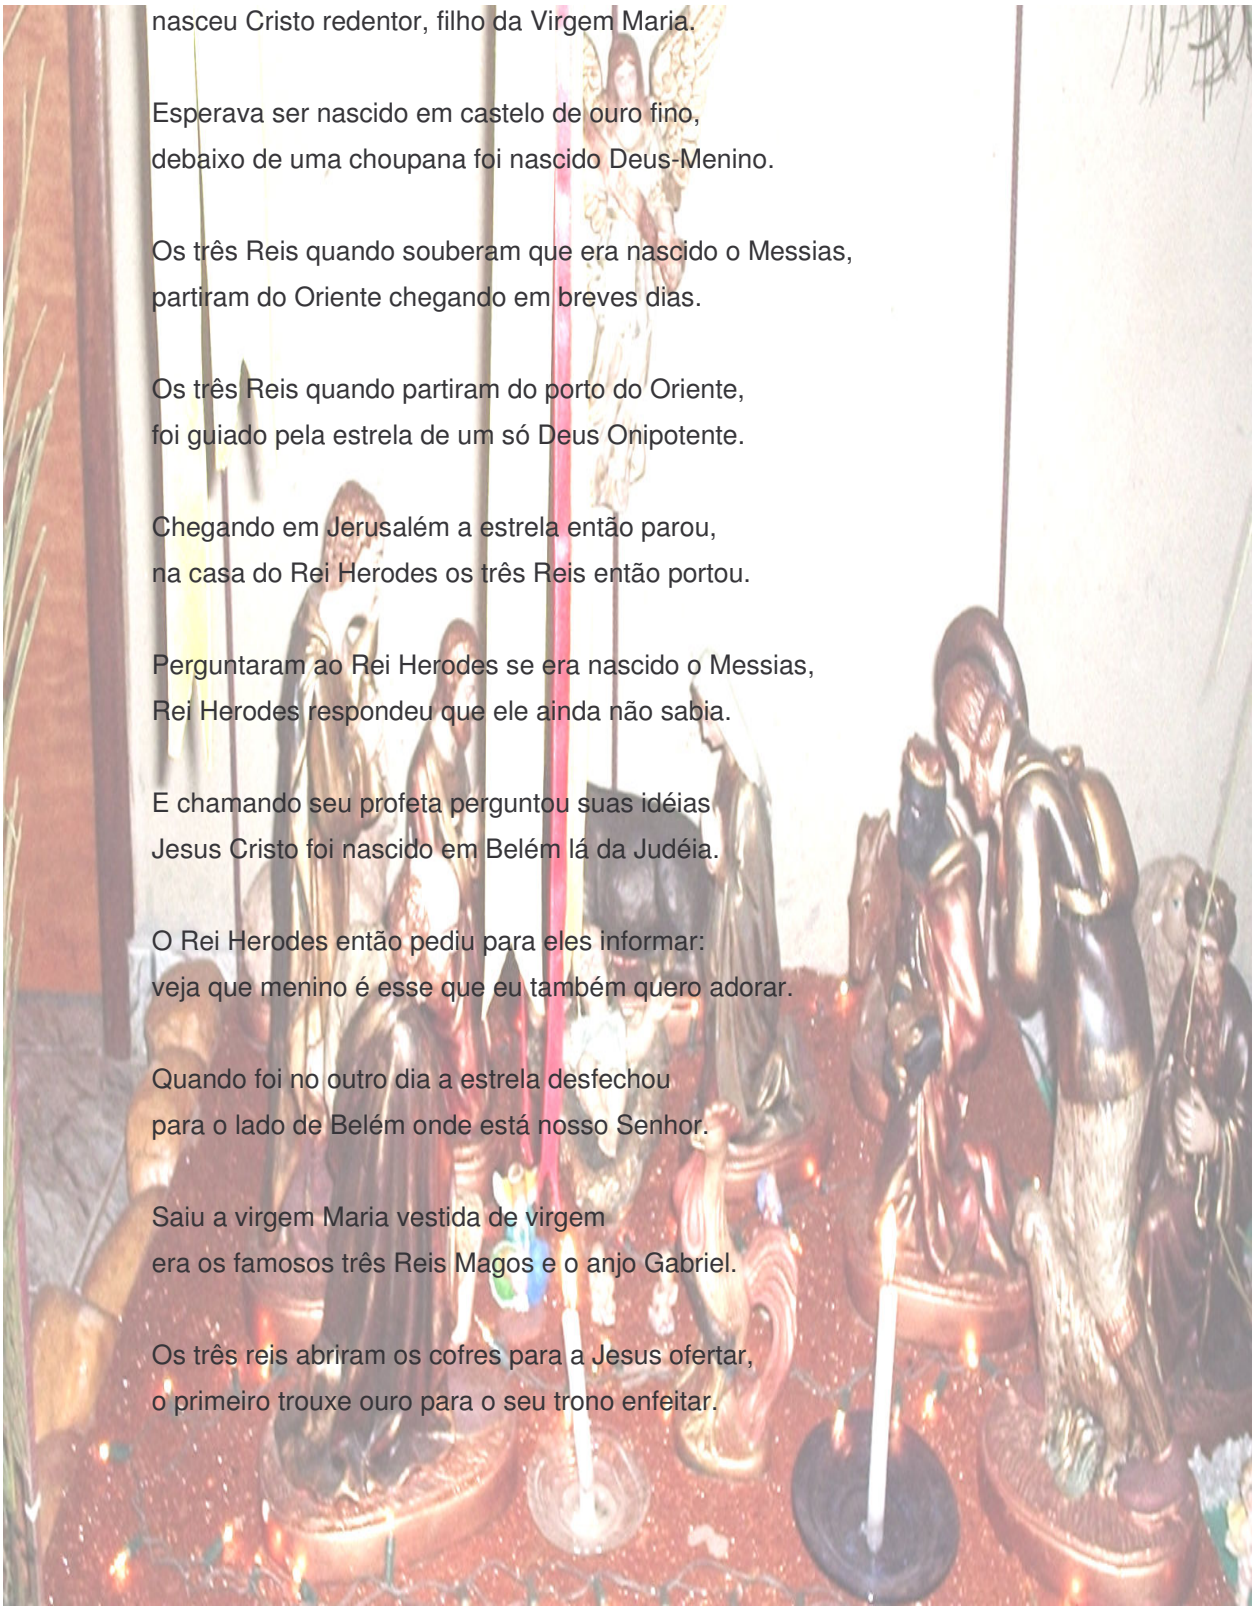 nasceu Cristo redentor, filho da Virgem Maria.
Esperava ser nascido em castelo de ouro fino,
debaixo de uma choupana foi nascido Deus-Menino.
Os três Reis quando souberam que era nascido o Messias,
partiram do Oriente chegando em breves dias.
Os três Reis quando partiram do porto do Oriente,
foi guiado pela estrela de um só Deus Onipotente.
Chegando em Jerusalém a estrela então parou,
na casa do Rei Herodes os três Reis então portou.
Perguntaram ao Rei Herodes se era nascido o Messias,
Rei Herodes respondeu que ele ainda não sabia.
E chamando seu profeta perguntou suas idéias
Jesus Cristo foi nascido em Belém lá da Judéia.
O Rei Herodes então pediu para eles informar:
veja que menino é esse que eu também quero adorar.
Quando foi no outro dia a estrela desfechou
para o lado de Belém onde está nosso Senhor.
Saiu a virgem Maria vestida de virgem
era os famosos três Reis Magos e o anjo Gabriel.
Os três reis abriram os cofres para a Jesus ofertar,
o primeiro trouxe ouro para o seu trono enfeitar.